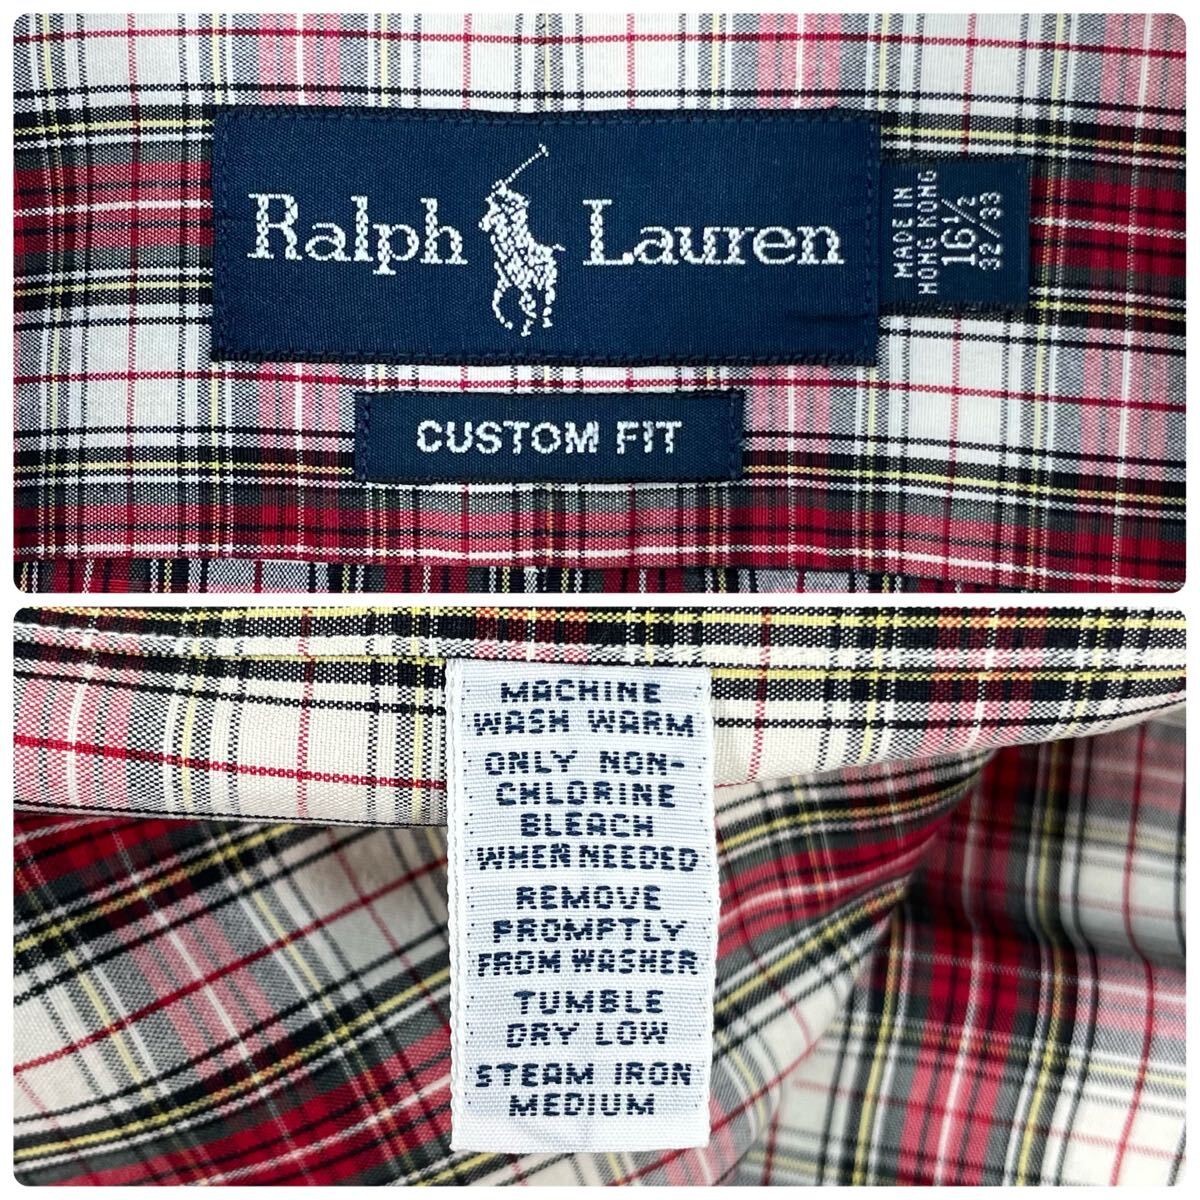 Ralph Lauren
MADE IN
HONG KONG
16½
32/33
CUSTOM FIT
MACHINE
WASH WARM
ONLY NON-
CHLORINE
BLEACH
WHEN NEEDED
REMOVE
PROMPTLY
FROM WASHER
TUMBLE
DRY LOW
STEAM IRON
MEDIUM